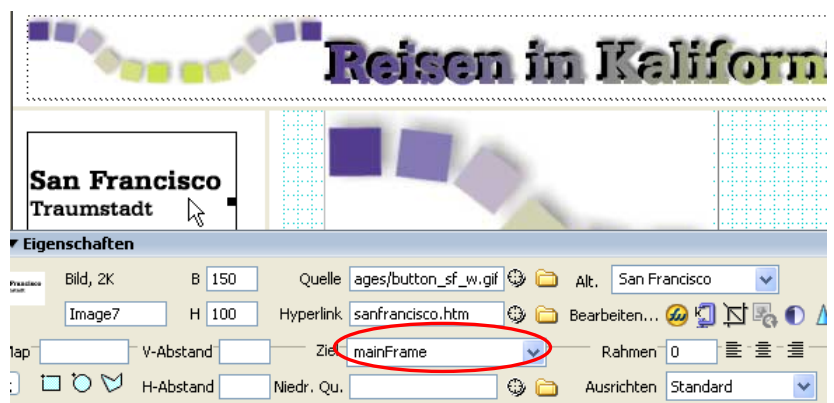 Reisen in Kaliforni
San Francisco
Traumstadt
Eigenschaften
Bild, 2K B 150 Quelle ages/button_sf_w.gif Alt. San Francisco
Image7 H 100 Hyperlink sanfrancisco.htm Bearbeiten...
Map V-Abstand Ziel mainFrame Rahmen 0
H-Abstand Niedr. Qu. Ausrichten Standard